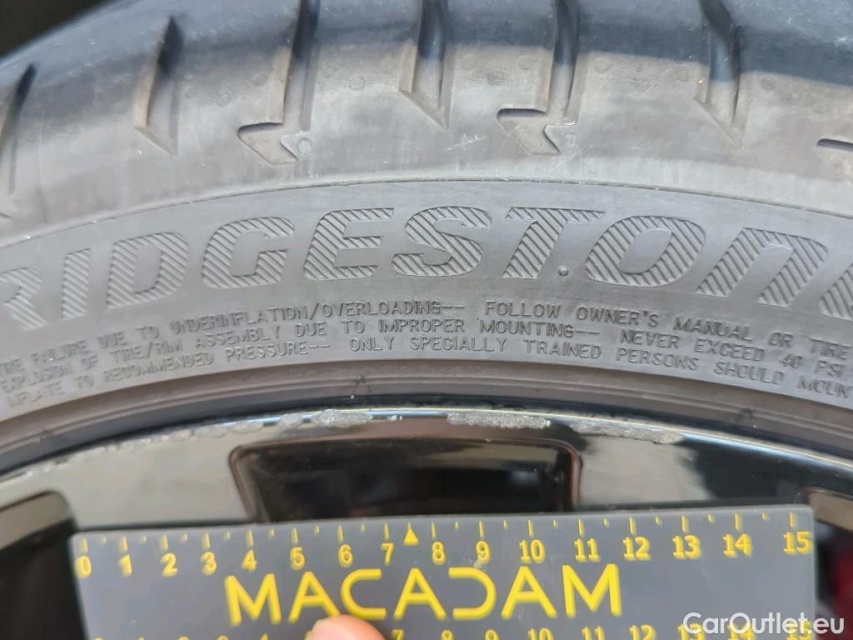 RIDGESTON
TIRE FAILURE DUE TO UNDERINFLATION/OVERLOADING-- FOLLOW OWNER'S MANUAL OR TIRE
EXPLOSION OF TIRE/RIM ASSEMBLY DUE TO IMPROPER MOUNTING-- NEVER EXCEED 40 PSI
INFLATE TO RECOMMENDED PRESSURE-- ONLY SPECIALLY TRAINED PERSONS SHOULD MOUN
0 1 2 3 4 5 6 7 8 9 10 11 12 13 14 15
MACADAM
CarOutlet.eu